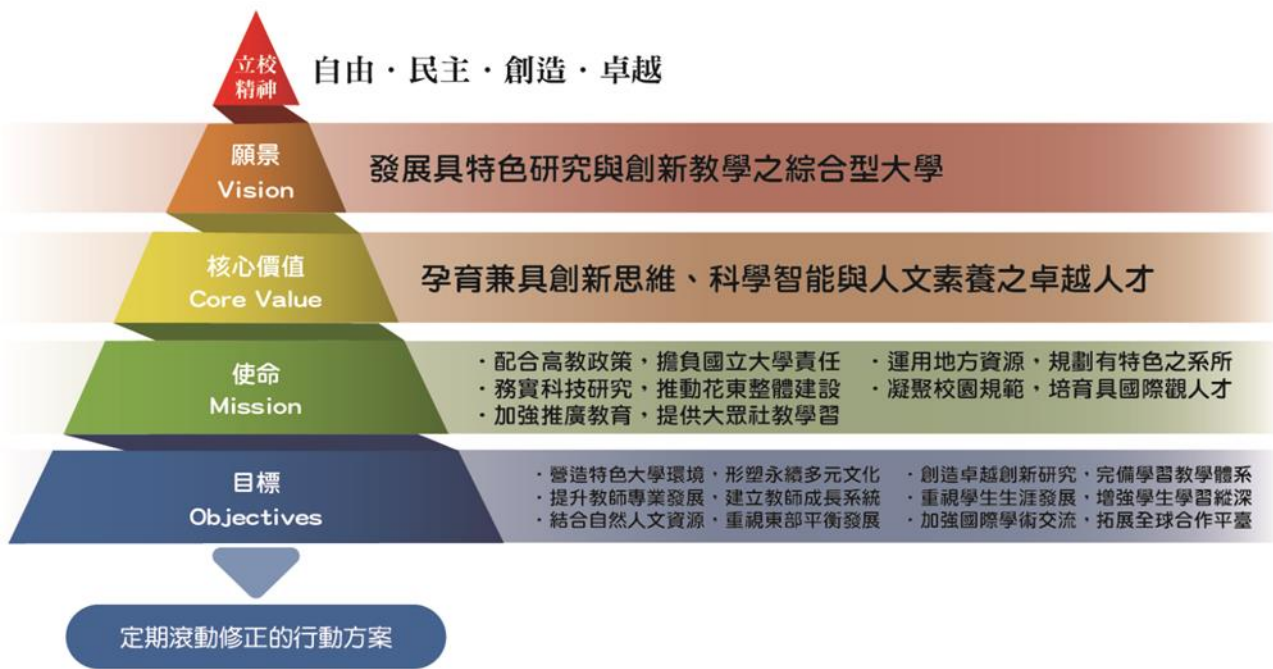 立校
精神
自由．民主．創造．卓越
願景
Vision
發展具特色研究與創新教學之綜合型大學
核心價值
Core Value
孕育兼具創新思維、科學智能與人文素養之卓越人才
使命
Mission
．配合高教政策，擔負國立大學責任
．務實科技研究，推動花東整體建設
．加強推廣教育，提供大眾社教學習
．運用地方資源，規劃有特色之系所
．凝聚校園規範，培育具國際觀人才
目標
Objectives
．營造特色大學環境，形塑永續多元文化
．提升教師專業發展，建立教師成長系統
．結合自然人文資源，重視東部平衡發展
．創造卓越創新研究，完備學習教學體系
．重視學生生涯發展，增強學生學習縱深
．加強國際學術交流，拓展全球合作平臺
定期滾動修正的行動方案